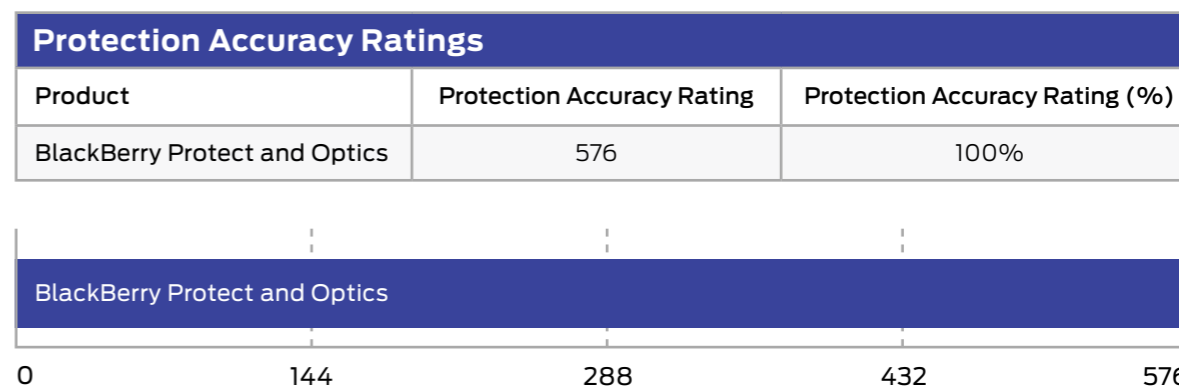 Protection Accuracy Ratings
Product Protection Accuracy Rating Protection Accuracy Rating (%)
BlackBerry Protect and Optics 576 100%
BlackBerry Protect and Optics
0 144 288 432 576